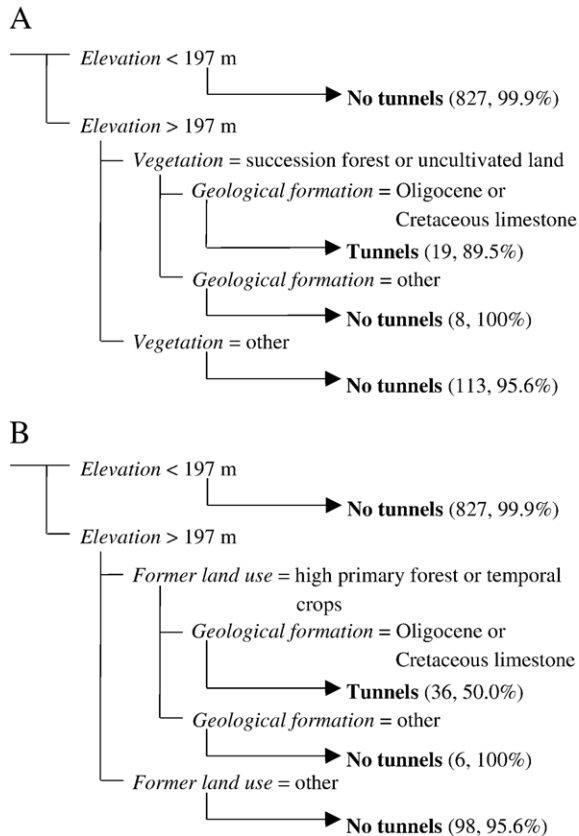 A
Elevation < 197 m
No tunnels (827, 99.9%)
Elevation > 197 m
Vegetation = succession forest or uncultivated land
Geological formation = Oligocene or
Cretaceous limestone
Tunnels (19, 89.5%)
Geological formation = other
No tunnels (8, 100%)
Vegetation = other
No tunnels (113, 95.6%)
B
Elevation < 197 m
No tunnels (827, 99.9%)
Elevation > 197 m
Former land use = high primary forest or temporal
crops
Geological formation = Oligocene or
Cretaceous limestone
Tunnels (36, 50.0%)
Geological formation = other
No tunnels (6, 100%)
Former land use = other
No tunnels (98, 95.6%)